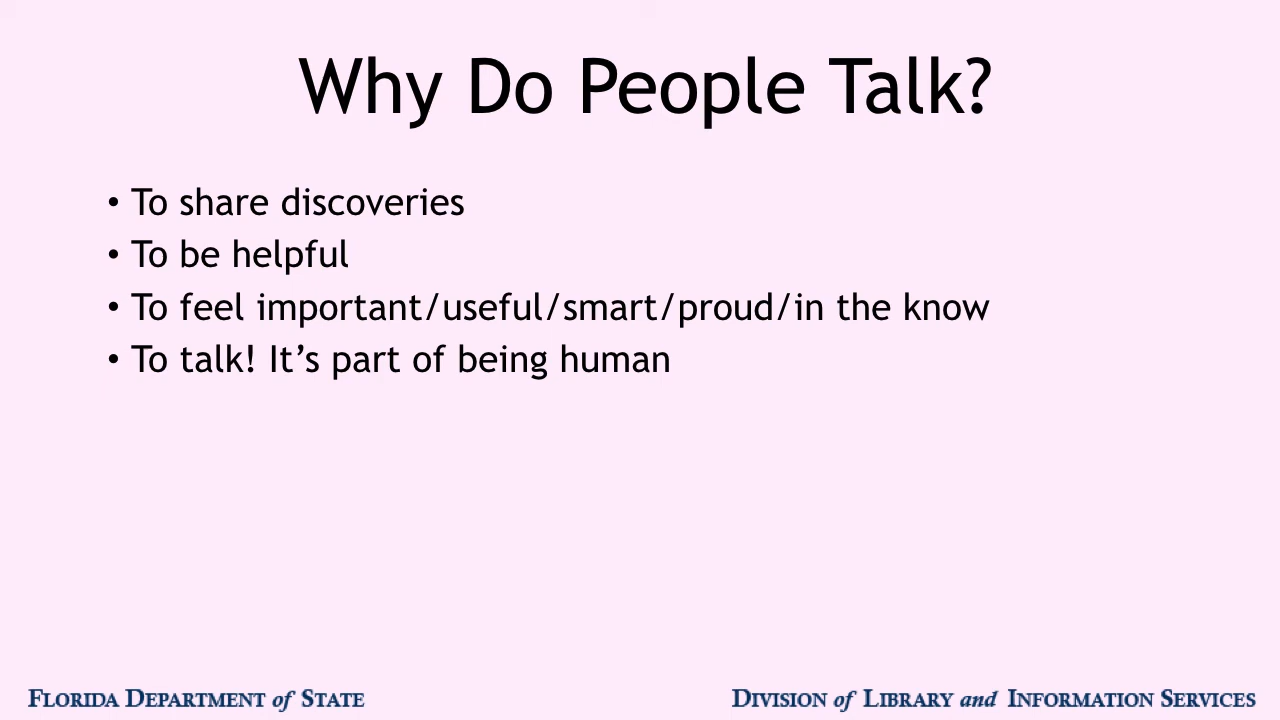 Why Do People Talk?
• To share discoveries
• To be helpful
• To feel important/useful/smart/proud/in the know
• To talk! It’s part of being human
FLORIDA DEPARTMENT of STATE
DIVISION of LIBRARY and INFORMATION SERVICES